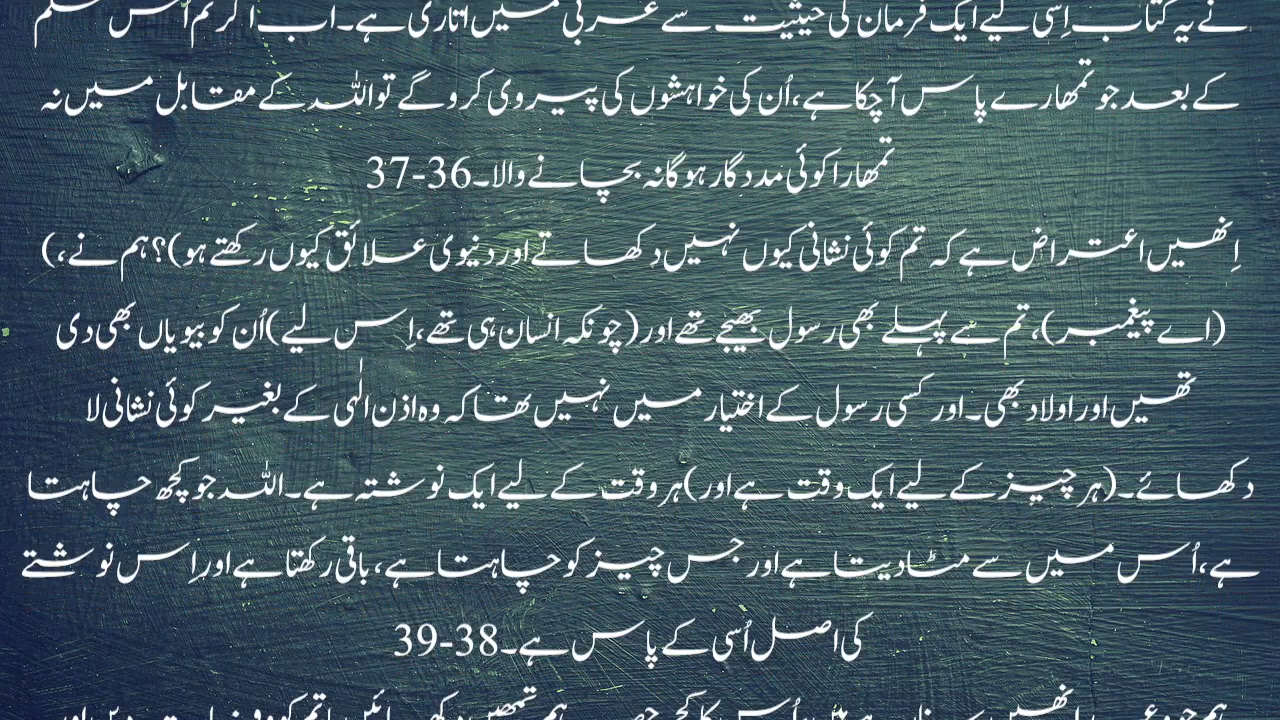 نے یہ کتاب اِسی لیے ایک فرمان کی حیثیت سے عربی میں اتاری ہے۔ اب اگر تم اُس علم
کے بعد جو تمھارے پاس آ چکا ہے، اُن کی خواہشوں کی پیروی کرو گے تو اللہ کے مقابل میں نہ
تمھارا کوئی مددگار ہو گا نہ بچانے والا۔36-37
اِنھیں اعتراض ہے کہ تم کوئی نشانی کیوں نہیں دکھاتے اور دنیوی علائق کیوں رکھتے ہو)؟ ہم نے، )
(اے پیغمبر)، تم سے پہلے بھی رسول بھیجے تھے اور (چونکہ انسان ہی تھے، اِس لیے) اُن کو بیویاں بھی دی
تھیں اور اولاد بھی۔ اور کسی رسول کے اختیار میں نہیں تھا کہ وہ اذن الٰہی کے بغیر کوئی نشانی لا
دکھائے۔ (ہر چیز کے لیے ایک وقت ہے اور) ہر وقت کے لیے ایک نوشتہ ہے۔ اللہ جو کچھ چاہتا
ہے، اُس میں سے مٹا دیتا ہے اور جس چیز کو چاہتا ہے، باقی رکھتا ہے اور اِس نوشتے
کی اصل اُسی کے پاس ہے۔38-39